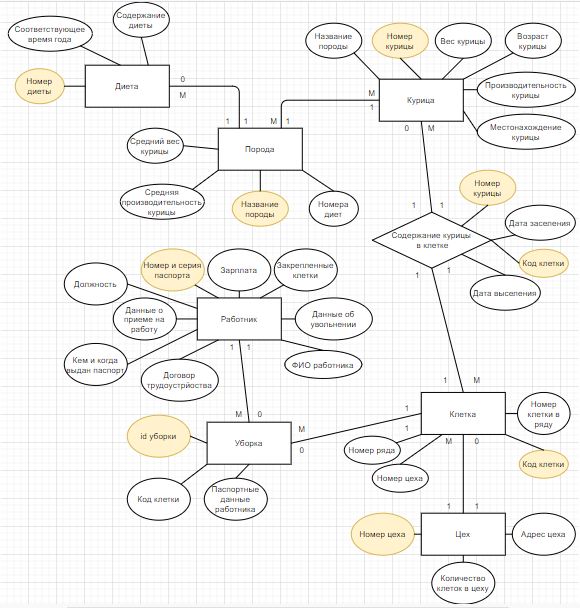 Соответствующее
время года
Содержание
диеты
Номер
диеты
Диета
0
М
Название
породы
Номер
курицы
Вес курицы
Возраст
курицы
Производительность
курицы
Местонахождение
курицы
Курица
М
1
0
М
1
1
М
1
Порода
Средний вес
курицы
Средняя
производительность
курицы
Название
породы
Номера
диет
Номер
курицы
1
1
Содержание курицы
в клетке
Дата заселения
Код клетки
Дата выселения
1
1
Номер и серия
паспорта
Зарплата
Закрепленные
клетки
Должность
Данные о
приеме на
работу
Работник
Данные об
увольнении
Кем и когда
выдан паспорт
Договор
трудоустрйоства
ФИО работника
1
1
М
0
id уборки
Уборка
М
0
Код клетки
Паспортные
данные
работника
1
М
1
1
Клетка
Номер
клетки в
ряду
Код клетки
Номер ряда
Номер цеха
М
0
1
1
Номер цеха
Цех
Адрес цеха
Количество
клеток в цеху